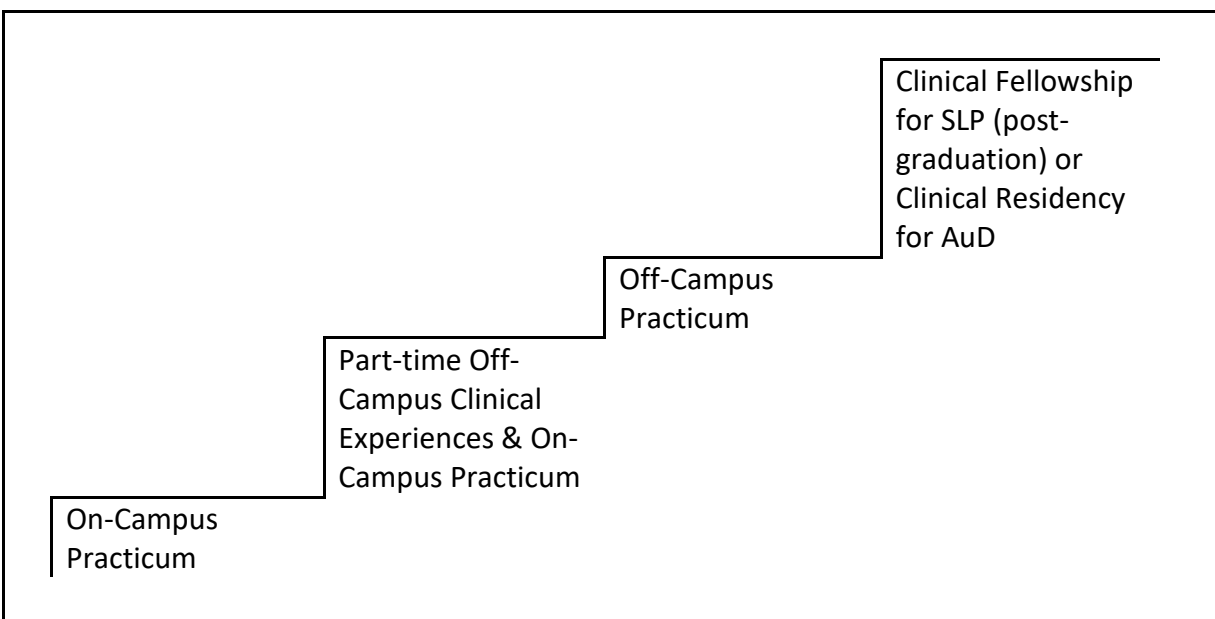 Clinical Fellowship
for SLP (post-
graduation) or
Clinical Residency
for AuD
Off-Campus
Practicum
Part-time Off-
Campus Clinical
Experiences & On-
Campus Practicum
On-Campus
Practicum